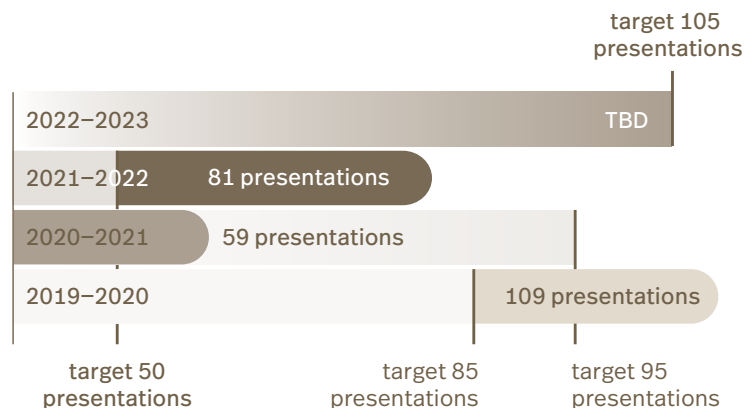 target 105
presentations
2022–2023 TBD
2021–2022 81 presentations
2020–2021 59 presentations
2019–2020 109 presentations
target 50
presentations
target 85
presentations
target 95
presentations